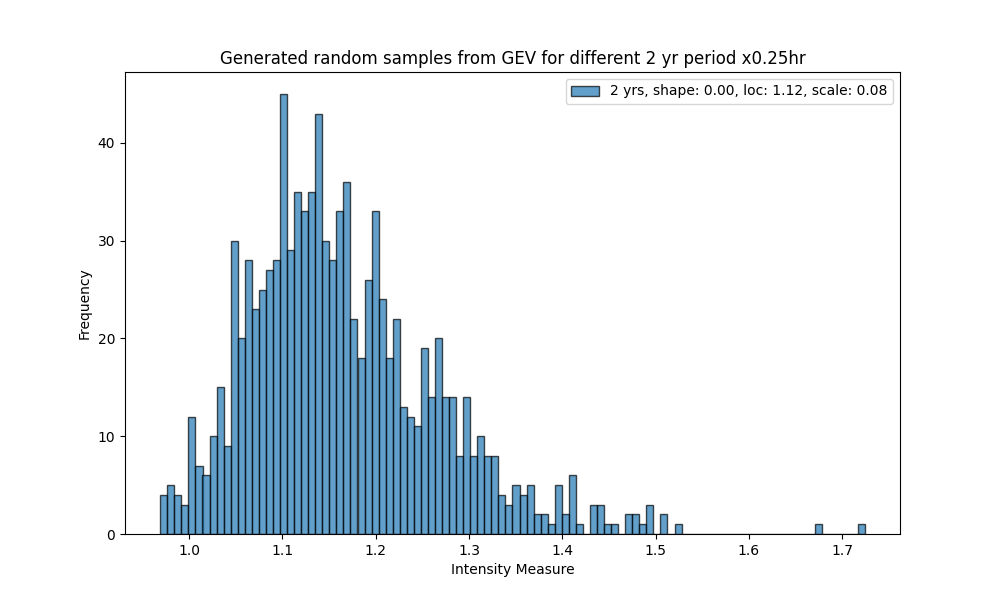 Generated random samples from GEV for different 2 yr period x0.25hr
2 yrs, shape: 0.00, loc: 1.12, scale: 0.08
Frequency
40
30
20
10
0
1.0 1.1 1.2 1.3 1.4 1.5 1.6 1.7
Intensity Measure